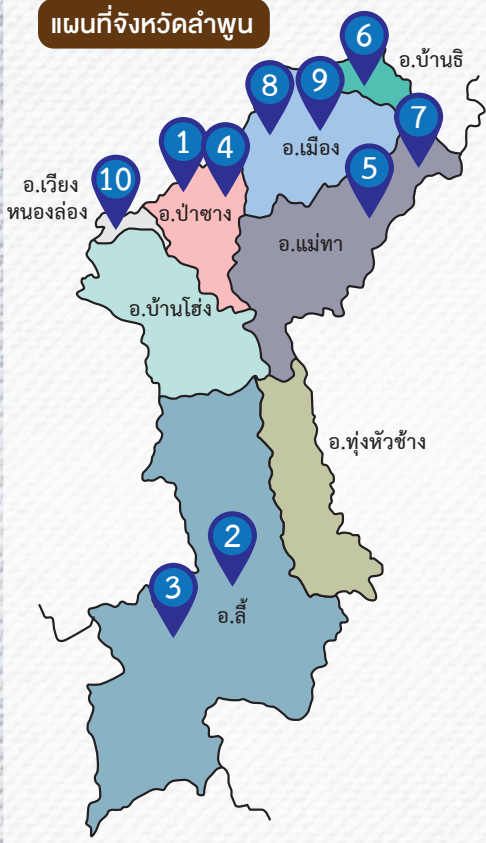 แผนที่จังหวัดลำพูน
6
อ.บ้านธิ
8
9
7
1
4
อ.เมือง
5
อ.เวียง
หนองล่อง
10
อ.ป่าซาง
อ.แม่ทา
อ.บ้านโฮ่ง
อ.ทุ่งหัวช้าง
2
3
อ.ลี้